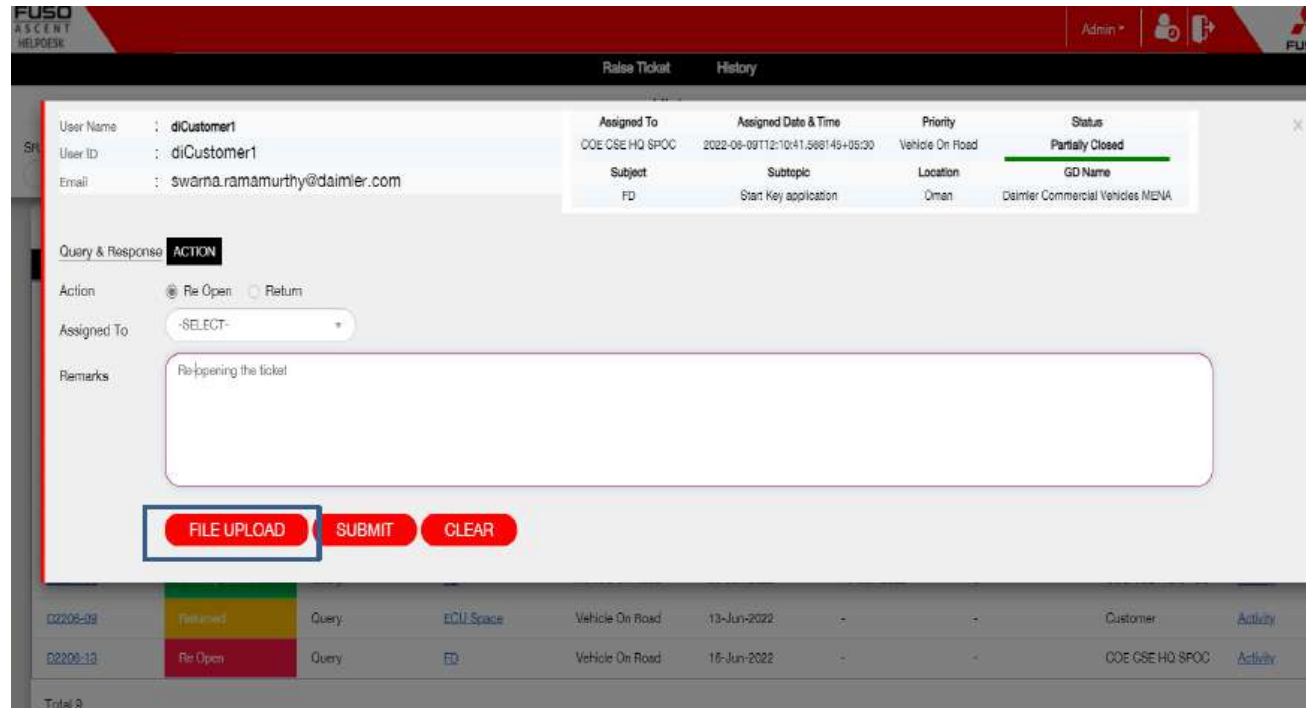 FUSO
ASCENT
HELPDESK
Admin
FUS
Raise Ticket History
User Name : diCustomer1
User ID : diCustomer1
Email : swarna.ramamurthy@daimler.com
Assigned To Assigned Date & Time Priority Status
COE CSE HQ SPOC 2022-06-09T12:10:41.568145+05:30 Vehicle On Road Partially Closed
Subject Subtopic Location GD Name
FD Start Key application Oman Daimler Commercial Vehicles MENA
Query & Response ACTION
Action Re Open Return
Assigned To -SELECT-
Remarks Re-opening the ticket
FILE UPLOAD SUBMIT CLEAR
D2206-09 Returned Query ECU Space Vehicle On Road 13-Jun-2022 - - Customer Activity
D2206-13 Re Open Query FD Vehicle On Road 16-Jun-2022 - - COE CSE HQ SPOC Activity
Total 9